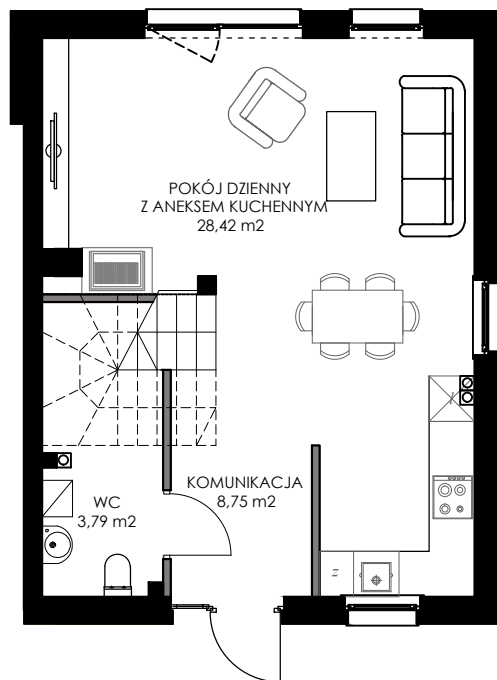 POKÓJ DZIENNY
Z ANEKSEM KUCHENNYM
28,42 m2
KOMUNIKACJA
8,75 m2
WC
3,79 m2
z